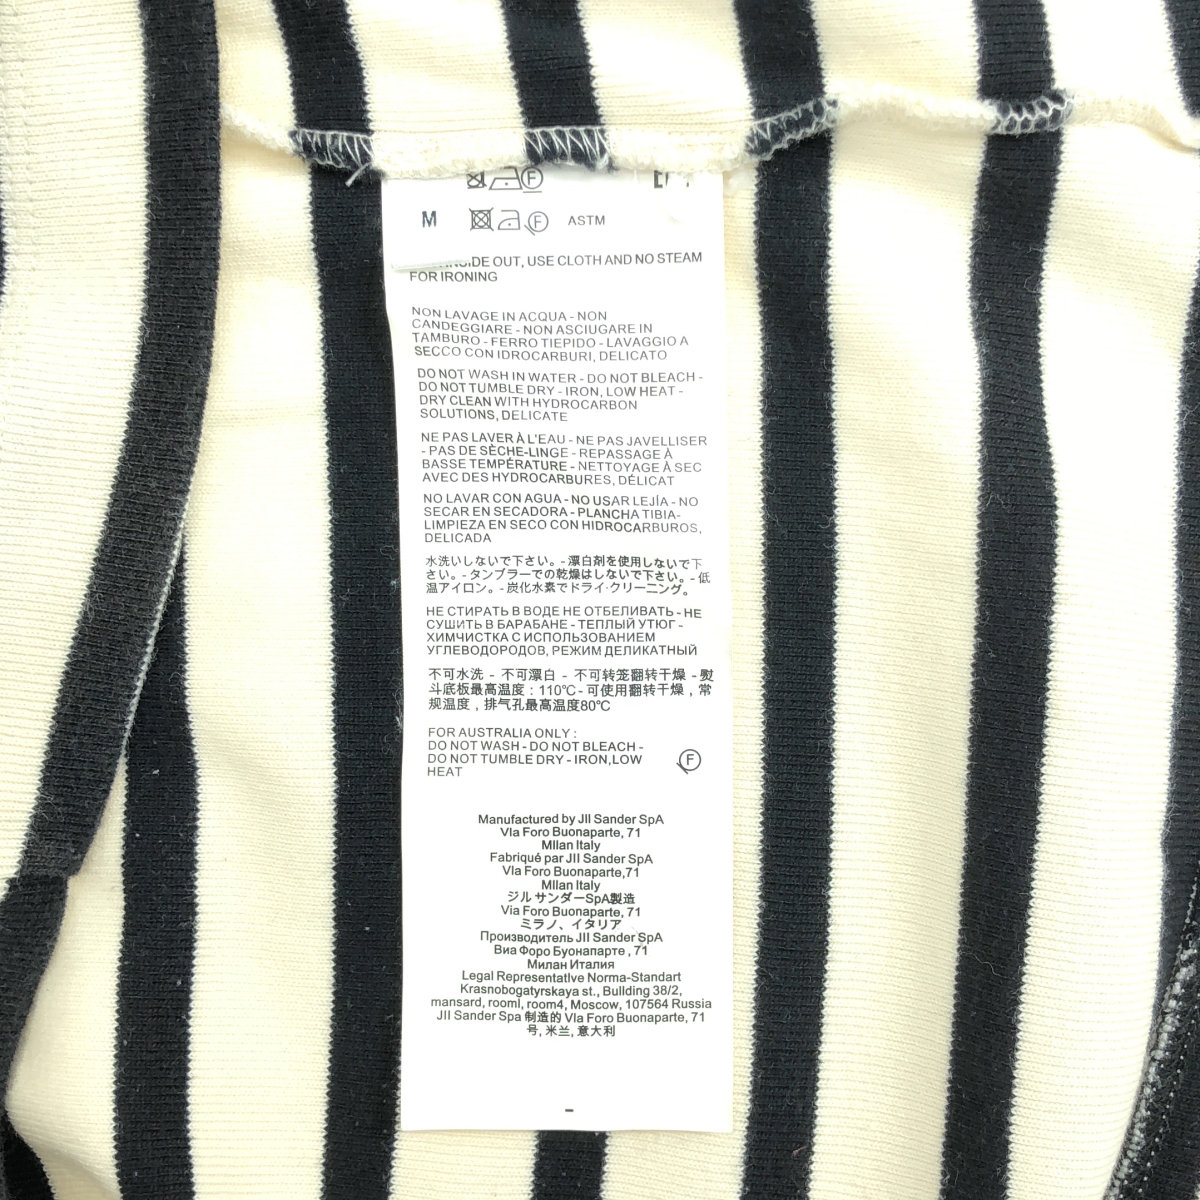 F
M F ASTM
OUT, USE CLOTH AND NO STEAM
FOR IRONING
NON LAVAGE IN ACQUA - NON
CANDEGGIARE - NON ASCIUGARE IN
TAMBURO - FERRO TIEPIDO - LAVAGGIO A
SECCO CON IDROCARBURI, DELICATO
DO NOT WASH IN WATER - DO NOT BLEACH -
DO NOT TUMBLE DRY - IRON, LOW HEAT -
DRY CLEAN WITH HYDROCARBON
SOLUTIONS, DELICATE
NE PAS LAVER À L'EAU - NE PAS JAVELLISER
- PAS DE SÈCHE-LINGE - REPASSAGE À
BASSE TEMPÉRATURE - NETTOYAGE À SEC
AVEC DES HYDROCARBURES, DÉLICAT
NO LAVAR CON AGUA - NO USAR LEJÍA - NO
SECAR EN SECADORA - PLANCHA TIBIA-
LIMPIEZA EN SECO CON HIDROCARBUROS,
DELICADA
水洗いしないで下さい。- 漂白剤を使用しないで下
さい。- タンブラーでの乾燥はしないで下さい。- 低
温アイロン。- 炭化水素でドライ·クリーニング。
НЕ СТИРАТЬ В ВОДЕ НЕ ОТБЕЛИВАТЬ - НЕ
СУШИТЬ В БАРАБАНЕ - ТЕПЛЫЙ УТЮГ -
ХИМЧИСТКА С ИСПОЛЬЗОВАНИЕМ
УГЛЕВОДОРОДОВ, РЕЖИМ ДЕЛИКАТНЫЙ
不可水洗 - 不可漂白 - 不可转笼翻转干燥 - 熨
斗底板最高温度：110℃ - 可使用翻转干燥，常
规温度，排气孔最高温度80℃
FOR AUSTRALIA ONLY :
DO NOT WASH - DO NOT BLEACH -
DO NOT TUMBLE DRY - IRON,LOW
HEAT
F
Manufactured by JIl Sander SpA
VIa Foro Buonaparte, 71
MIlan Italy
Fabriqué par JIl Sander SpA
VIa Foro Buonaparte,71
MIlan Italy
ジル サンダーSpA製造
Via Foro Buonaparte, 71
ミラノ、イタリア
Производитель JIl Sander SpA
Виа Форо Буонапарте , 71
Милан Италия
Legal Representative Norma-Standart
Krasnobogatyrskaya st., Building 38/2,
mansard, rooml, room4, Moscow, 107564 Russia
JIl Sander Spa 制造的 VIa Foro Buonaparte, 71
号, 米兰, 意大利
-